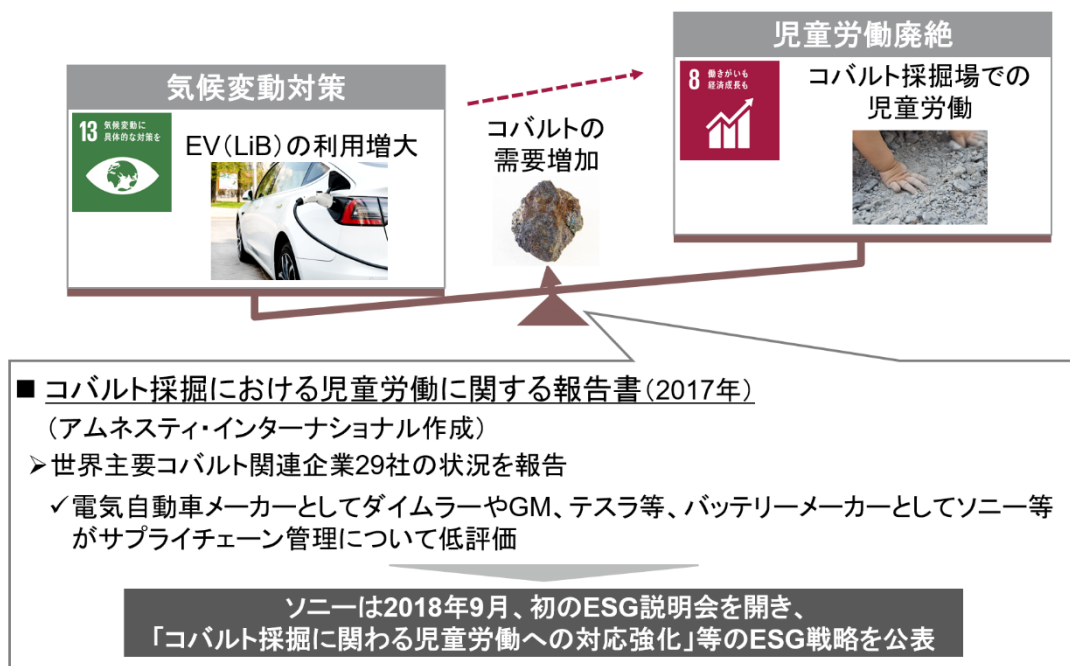 気候変動対策
13 気候変動に
具体的な対策を
EV(LiB)の利用増大
コバルトの
需要増加
児童労働廃絶
8 働きがいも
経済成長も
コバルト採掘場での
児童労働
■ コバルト採掘における児童労働に関する報告書(2017年)
(アムネスティ・インターナショナル作成)
➢世界主要コバルト関連企業29社の状況を報告
✓電気自動車メーカーとしてダイムラーやGM、テスラ等、バッテリーメーカーとしてソニー等
がサプライチェーン管理について低評価
ソニーは2018年9月、初のESG説明会を開き、
「コバルト採掘に関わる児童労働への対応強化」等のESG戦略を公表